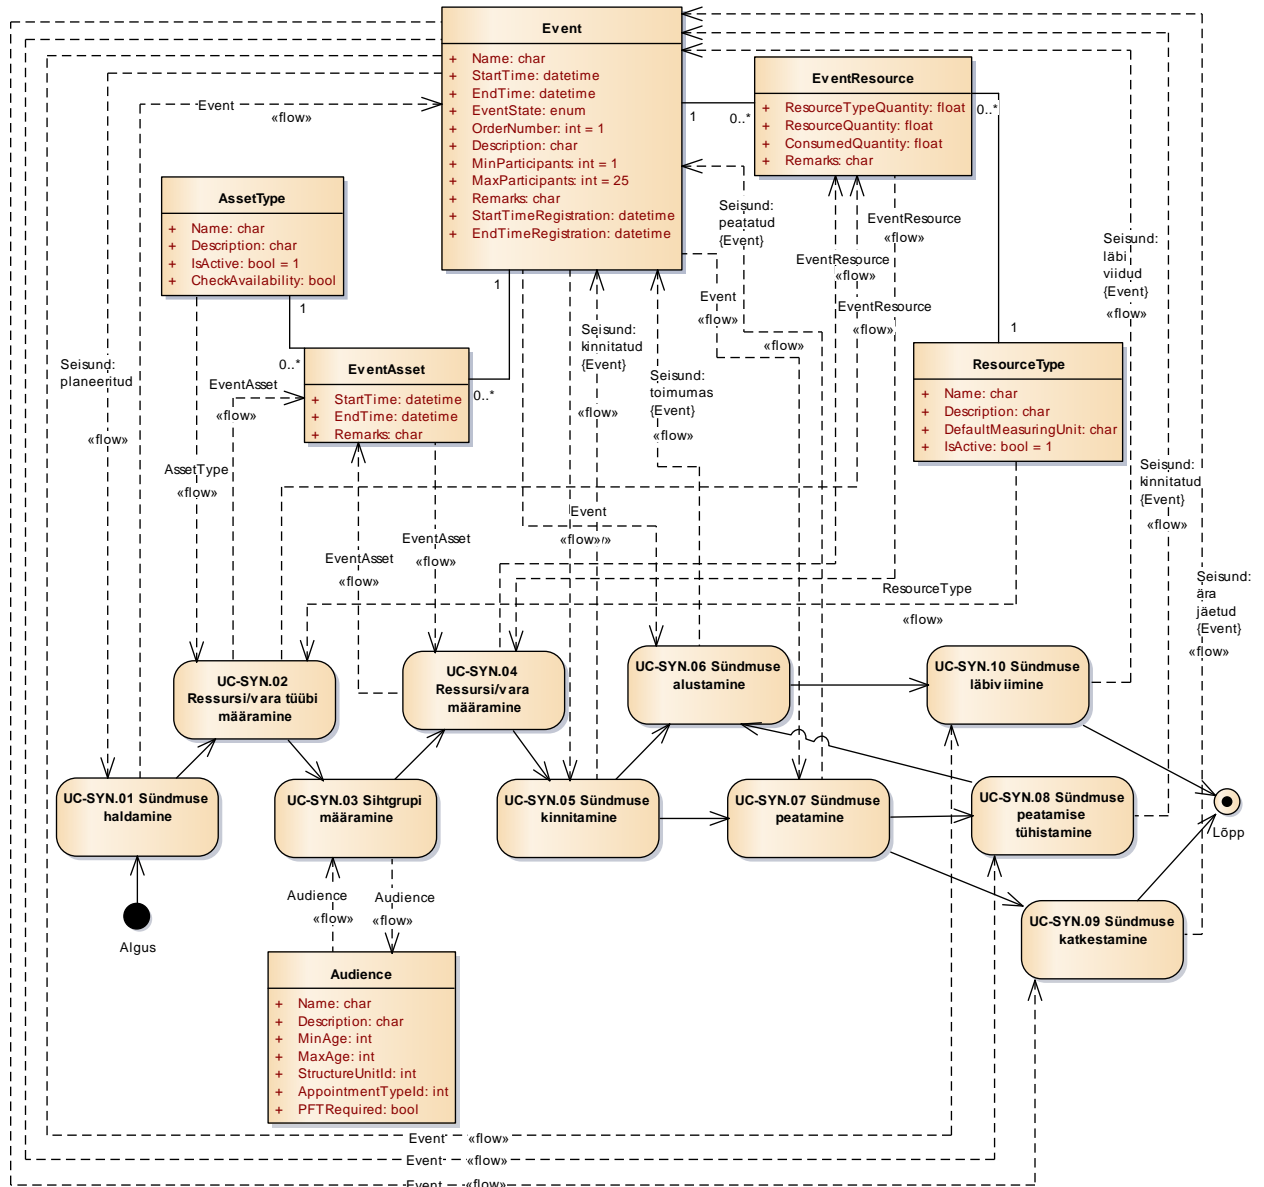 Event
+ Name: char
+ StartTime: datetime
+ EndTime: datetime
+ EventState: enum
+ OrderNumber: int = 1
+ Description: char
+ MinParticipants: int = 1
+ MaxParticipants: int = 25
+ Remarks: char
+ StartTimeRegistration: datetime
+ EndTimeRegistration: datetime
EventResource
+ ResourceTypeQuantity: float
+ ResourceQuantity: float
+ ConsumedQuantity: float
+ Remarks: char
1
0..*
0..*
Event
«flow»
AssetType
+ Name: char
+ Description: char
+ IsActive: bool = 1
+ CheckAvailability: bool
Seisund:
peatatud
{Event}
«flow»
EventResource
«flow»
EventResource
«flow»
EventResource
«flow»
Seisund:
läbi
viidud
{Event}
«flow»
Event
«flow»
1
1
1
Seisund:
kinnitatud
{Event}
«flow»
Seisund:
toimumas
{Event}
«flow»
Seisund:
planeeritud
«flow»
0..*
EventAsset
+ StartTime: datetime
+ EndTime: datetime
+ Remarks: char
0..*
EventAsset
«flow»
ResourceType
+ Name: char
+ Description: char
+ DefaultMeasuringUnit: char
+ IsActive: bool = 1
AssetType
«flow»
Seisund:
kinnitatud
{Event}
«flow»
Event
«flow»
EventAsset
«flow»
EventAsset
«flow»
ResourceType
«flow»
Seisund:
ära
jäetud
{Event}
«flow»
UC-SYN.02
Ressursi/vara tüübi
määramine
UC-SYN.04
Ressursi/vara
määramine
UC-SYN.06 Sündmuse
alustamine
UC-SYN.10 Sündmuse
läbiviimine
UC-SYN.01 Sündmuse
haldamine
UC-SYN.03 Sihtgrupi
määramine
UC-SYN.05 Sündmuse
kinnitamine
UC-SYN.07 Sündmuse
peatamine
UC-SYN.08 Sündmuse
peatamise
tühistamine
Lõpp
UC-SYN.09 Sündmuse
katkestamine
Algus
Audience
«flow»
Audience
«flow»
Audience
+ Name: char
+ Description: char
+ MinAge: int
+ MaxAge: int
+ StructureUnitId: int
+ AppointmentTypeId: int
+ PFTRequired: bool
Event «flow»
Event «flow»
Event «flow»